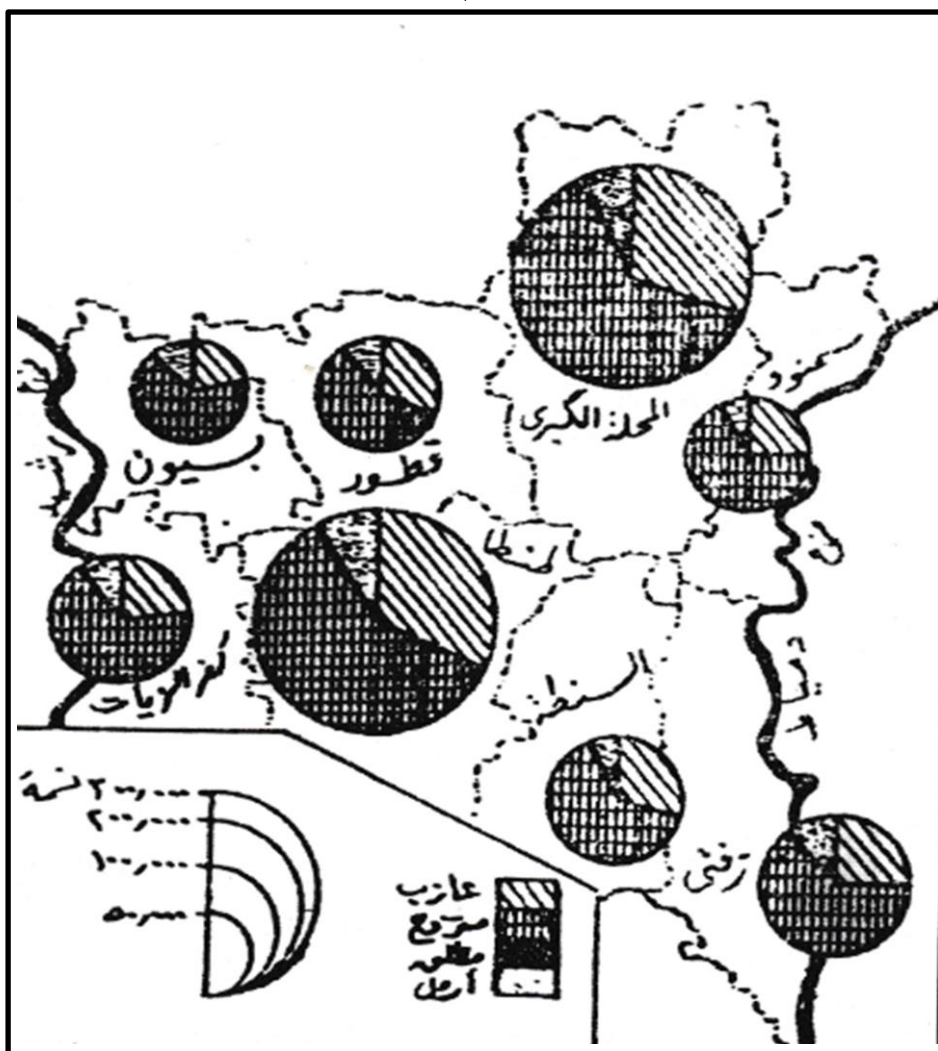 المحلة الكبرى
سمنود
بسيون
قطور
طنطا
كفر الزيات
السنطة
زفتى
٣٠٠,٠٠٠ نسمة
٢٠٠,٠٠٠
١٠٠,٠٠٠
٥٠,٠٠٠
عازب
متزوج
مطلق
أرمل